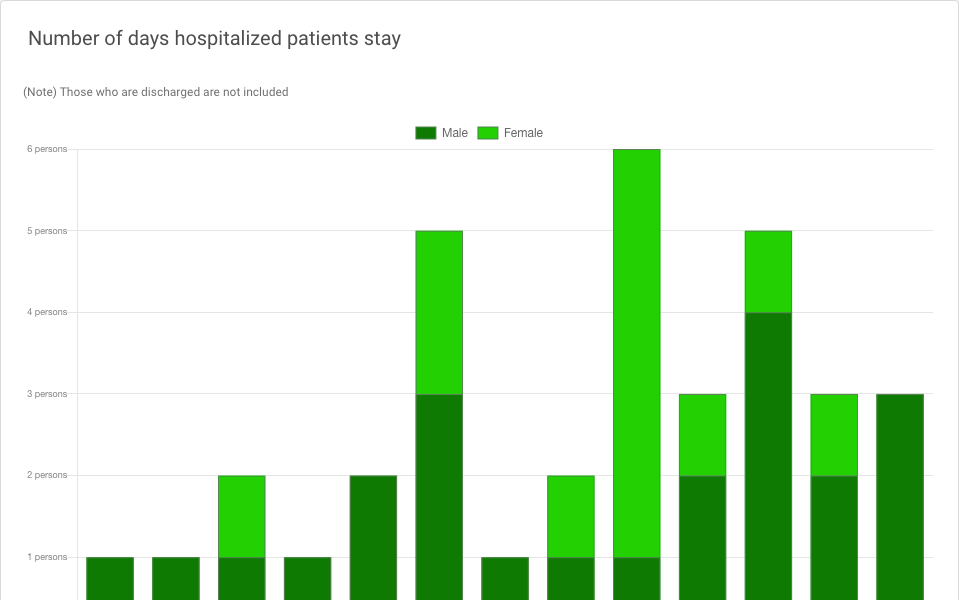 Number of days hospitalized patients stay
(Note) Those who are discharged are not included
Male Female
6 persons
5 persons
4 persons
3 persons
2 persons
1 persons